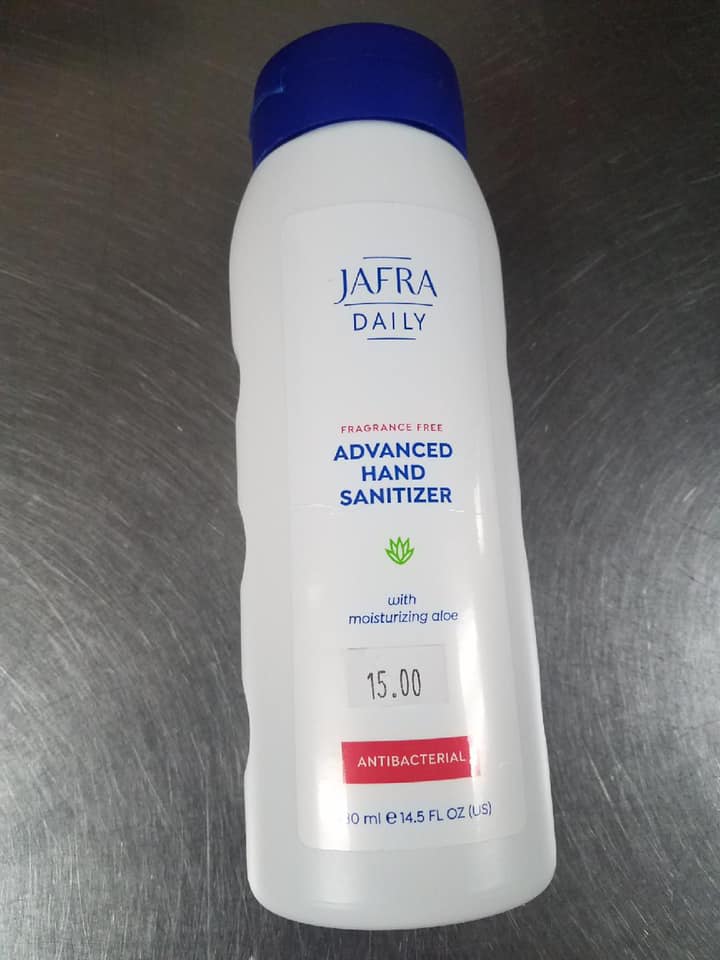 JAFRA
DAILY
FRAGRANCE FREE
ADVANCED
HAND
SANITIZER
with
moisturizing aloe
15.00
ANTIBACTERIAL
ml e 14.5 FL OZ (US)